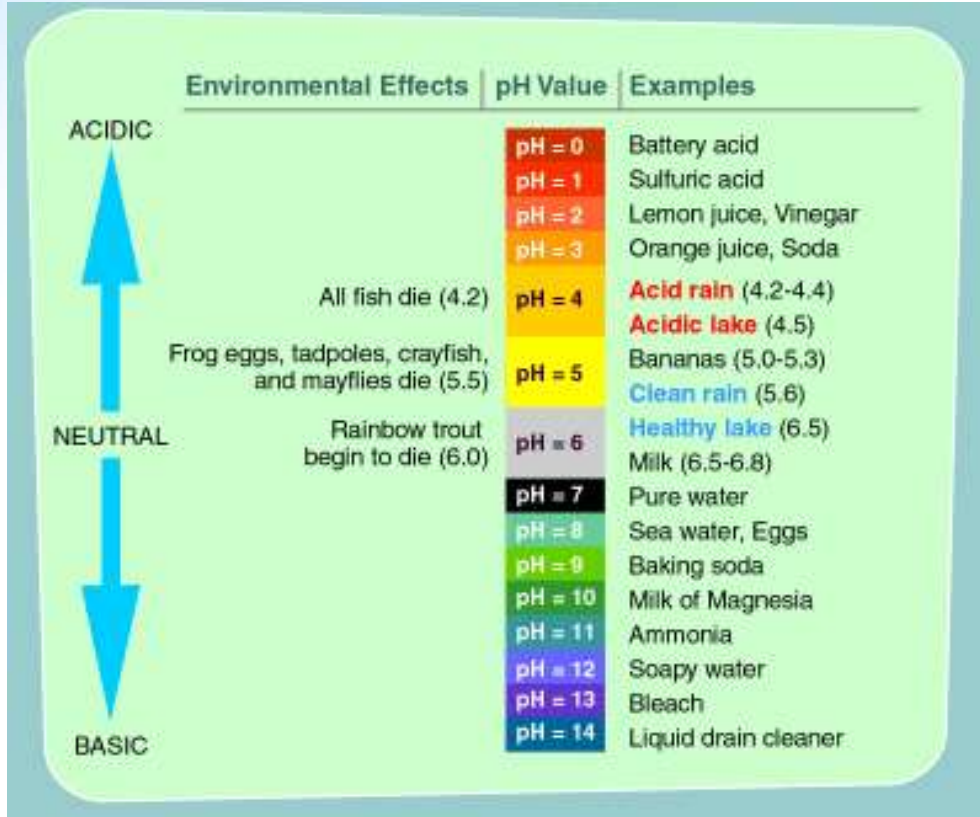 Environmental Effects pH Value Examples
ACIDIC
pH = 0 Battery acid
pH = 1 Sulfuric acid
pH = 2 Lemon juice, Vinegar
pH = 3 Orange juice, Soda
All fish die (4.2) pH = 4 Acid rain (4.2-4.4)
Acidic lake (4.5)
Frog eggs, tadpoles, crayfish,
and mayflies die (5.5) pH = 5 Bananas (5.0-5.3)
Clean rain (5.6)
NEUTRAL
Rainbow trout
begin to die (6.0) pH = 6 Healthy lake (6.5)
Milk (6.5-6.8)
pH = 7 Pure water
pH = 8 Sea water, Eggs
pH = 9 Baking soda
pH = 10 Milk of Magnesia
pH = 11 Ammonia
pH = 12 Soapy water
pH = 13 Bleach
pH = 14 Liquid drain cleaner
BASIC